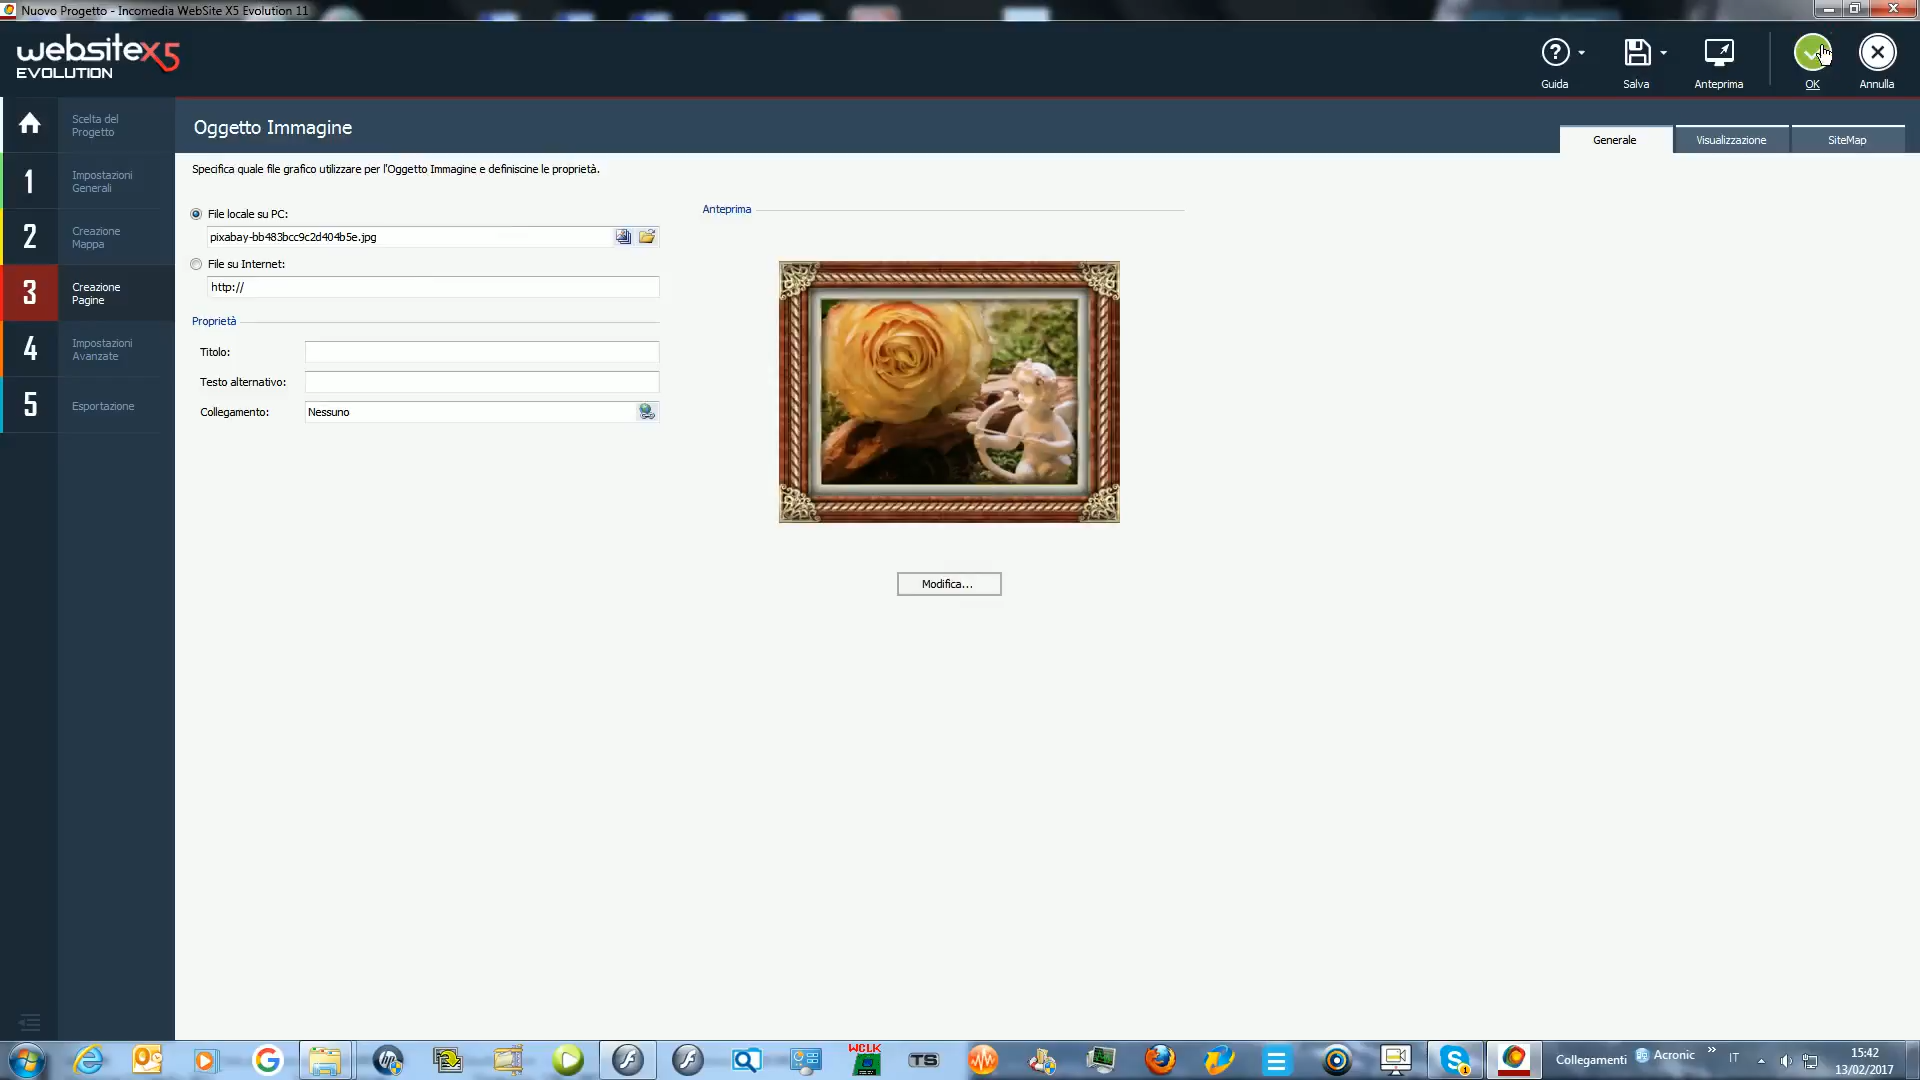 Nuovo Progetto - Incomedia WebSite X5 Evolution 11
websiteX5
EVOLUTION
Guida
Salva
Anteprima
OK
Annulla
Scelta del
Progetto
1
Impostazioni
Generali
2
Creazione
Mappa
3
Creazione
Pagine
4
Impostazioni
Avanzate
5
Esportazione
Oggetto Immagine
Generale
Visualizzazione
SiteMap
Specifica quale file grafico utilizzare per l'Oggetto Immagine e definiscine le proprietà.
File locale su PC:
pixabay-bb483bcc9c2d404b5e.jpg
File su Internet:
http://
Proprietà
Titolo:
Testo alternativo:
Collegamento:
Nessuno
Anteprima
Modifica...
WCLK
TS
Collegamenti
Acronic
»
IT
15:42
13/02/2017